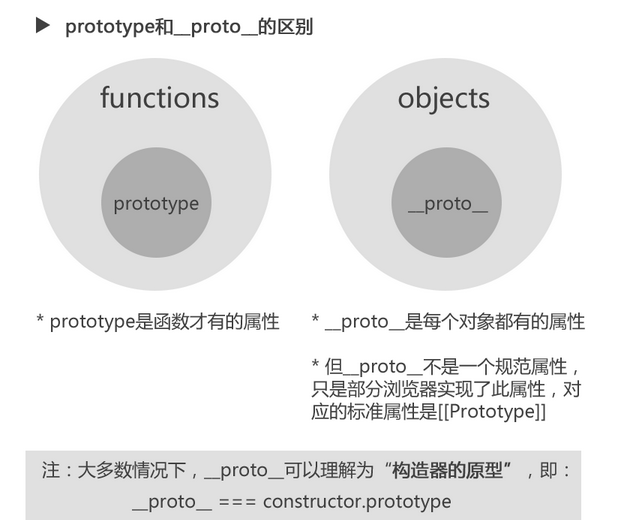 ▶ prototype和__proto__的区别
functions
objects
prototype
__proto__
* prototype是函数才有的属性
* __proto__是每个对象都有的属性
* 但__proto__不是一个规范属性，
只是部分浏览器实现了此属性，对
应的标准属性是[[Prototype]]
注：大多数情况下，__proto__可以理解为“构造器的原型”，即：
__proto__ === constructor.prototype